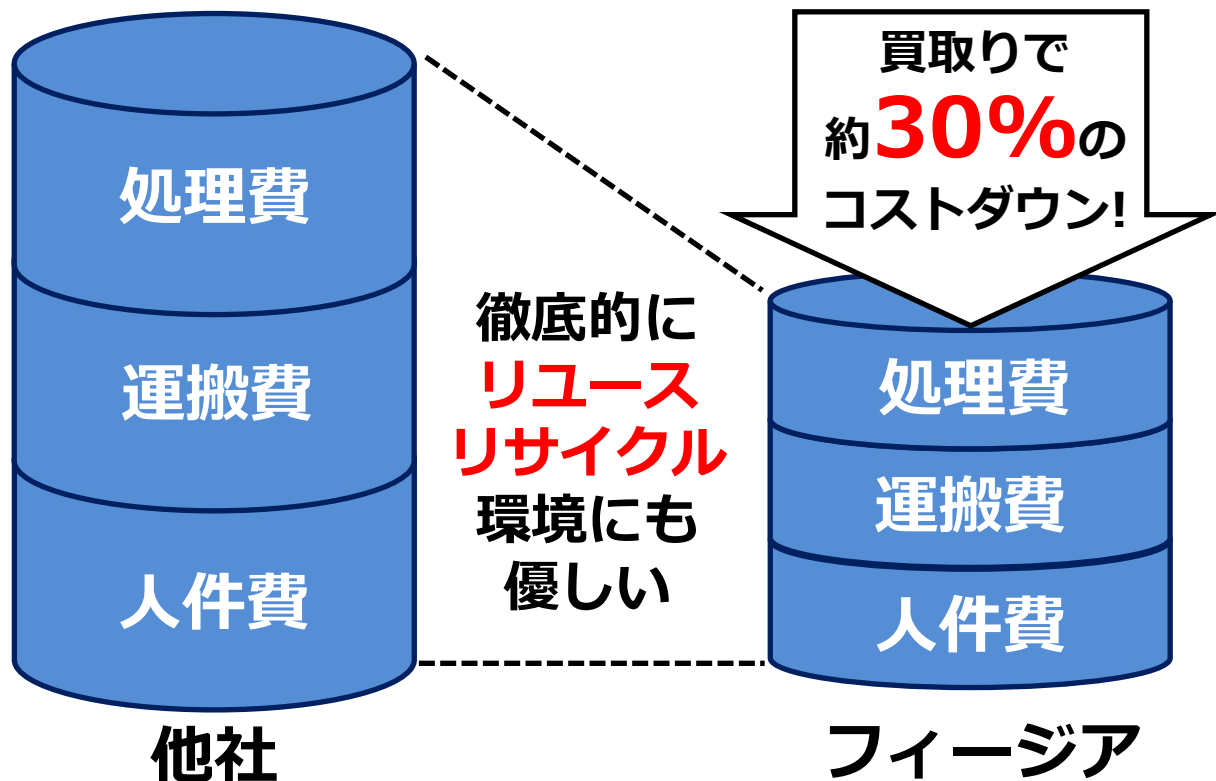 処理費
運搬費
人件費
他社
徹底的に
リユース
リサイクル
環境にも
優しい
買取りで
約30%の
コストダウン!
処理費
運搬費
人件費
フィージア